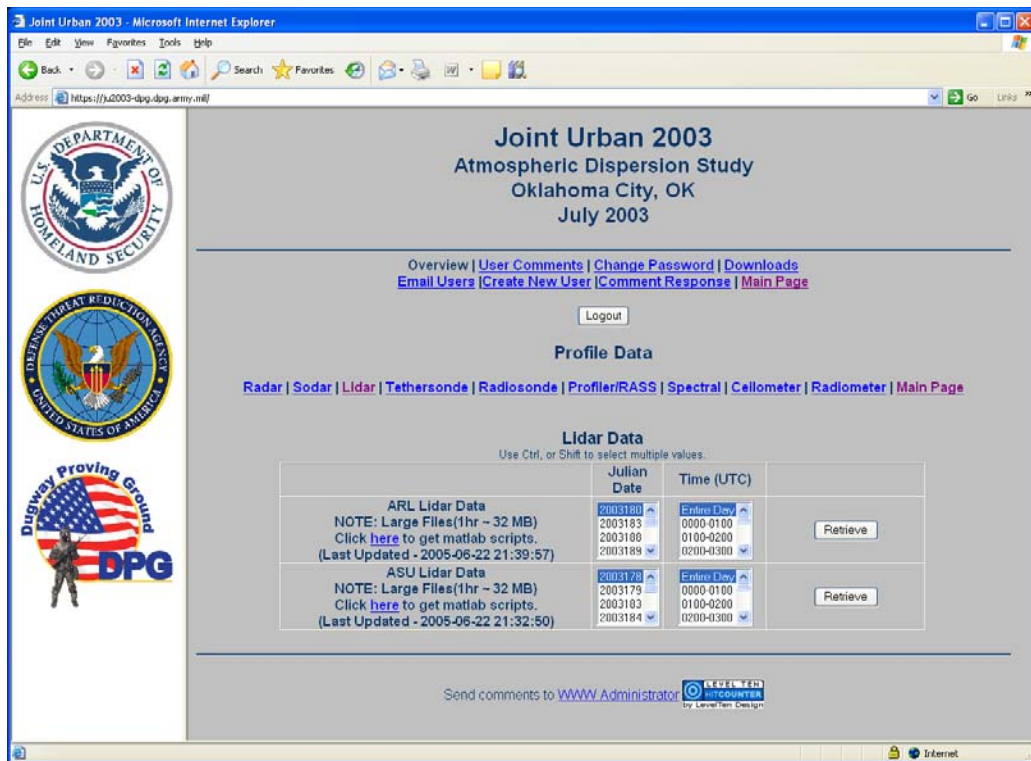 Joint Urban 2003 - Microsoft Internet Explorer
File Edit View Favorites Tools Help
Back Search Favorites
Address https://ju2003-dpg.dpg.army.mil/ Go Links »
U.S. DEPARTMENT OF HOMELAND SECURITY
DEFENSE THREAT REDUCTION AGENCY
UNITED STATES OF AMERICA
Dugway Proving Ground
DPG
Joint Urban 2003
Atmospheric Dispersion Study
Oklahoma City, OK
July 2003
Overview | User Comments | Change Password | Downloads
Email Users |Create New User |Comment Response | Main Page
Logout
Profile Data
Radar | Sodar | Lidar | Tethersonde | Radiosonde | Profiler/RASS | Spectral | Ceilometer | Radiometer | Main Page
Lidar Data
Use Ctrl, or Shift to select multiple values.
Julian Date
Time (UTC)
ARL Lidar Data
NOTE: Large Files(1hr ~ 32 MB)
Click here to get matlab scripts.
(Last Updated - 2005-06-22 21:39:57)
2003180
2003183
2003188
2003189
Entire Day
0000-0100
0100-0200
0200-0300
Retrieve
ASU Lidar Data
NOTE: Large Files(1hr ~ 32 MB)
Click here to get matlab scripts.
(Last Updated - 2005-06-22 21:32:50)
2003178
2003179
2003183
2003184
Entire Day
0000-0100
0100-0200
0200-0300
Retrieve
Send comments to WWW Administrator
LEVEL TEN
HITCOUNTER
by LevelTen Design
Internet